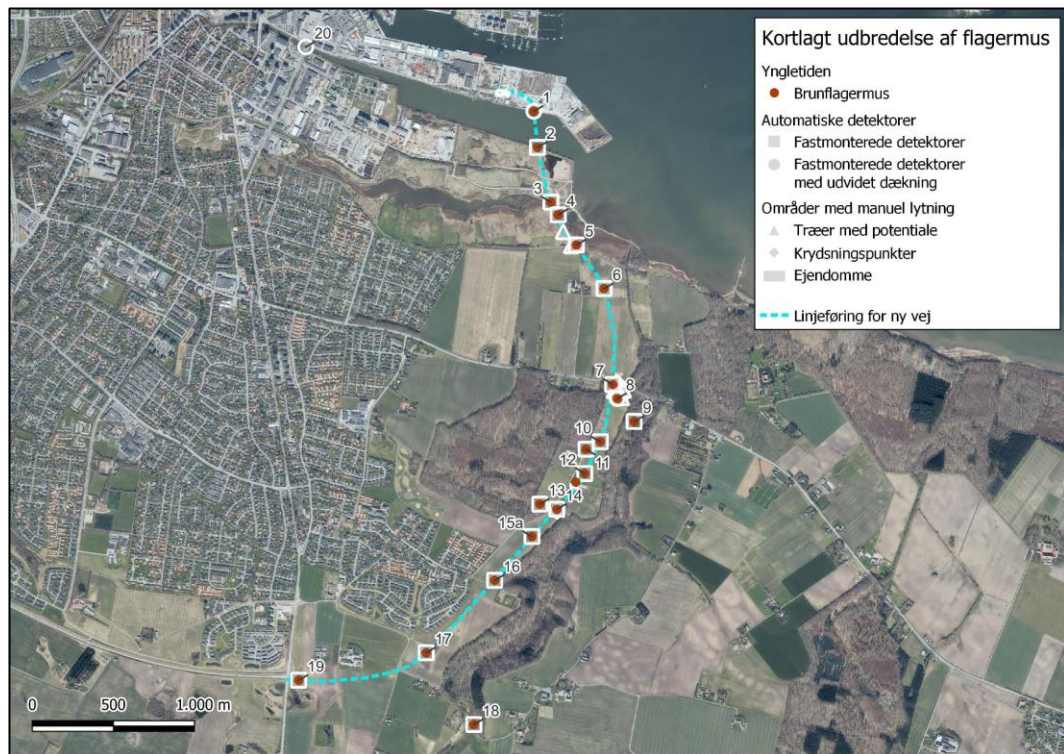 Kortlagt udbredelse af flagermus
Yngletiden
Brunflagermus
Automatiske detektorer
Fastmonterede detektorer
Fastmonterede detektorer
med udvidet dækning
Områder med manuel lytning
Træer med potentiale
Krydsningspunkter
Ejendomme
Linjeføring for ny vej
20
1
2
3
4
5
6
7
8
9
10
11
12
13
14
15a
16
17
19
18
0 500 1.000 m